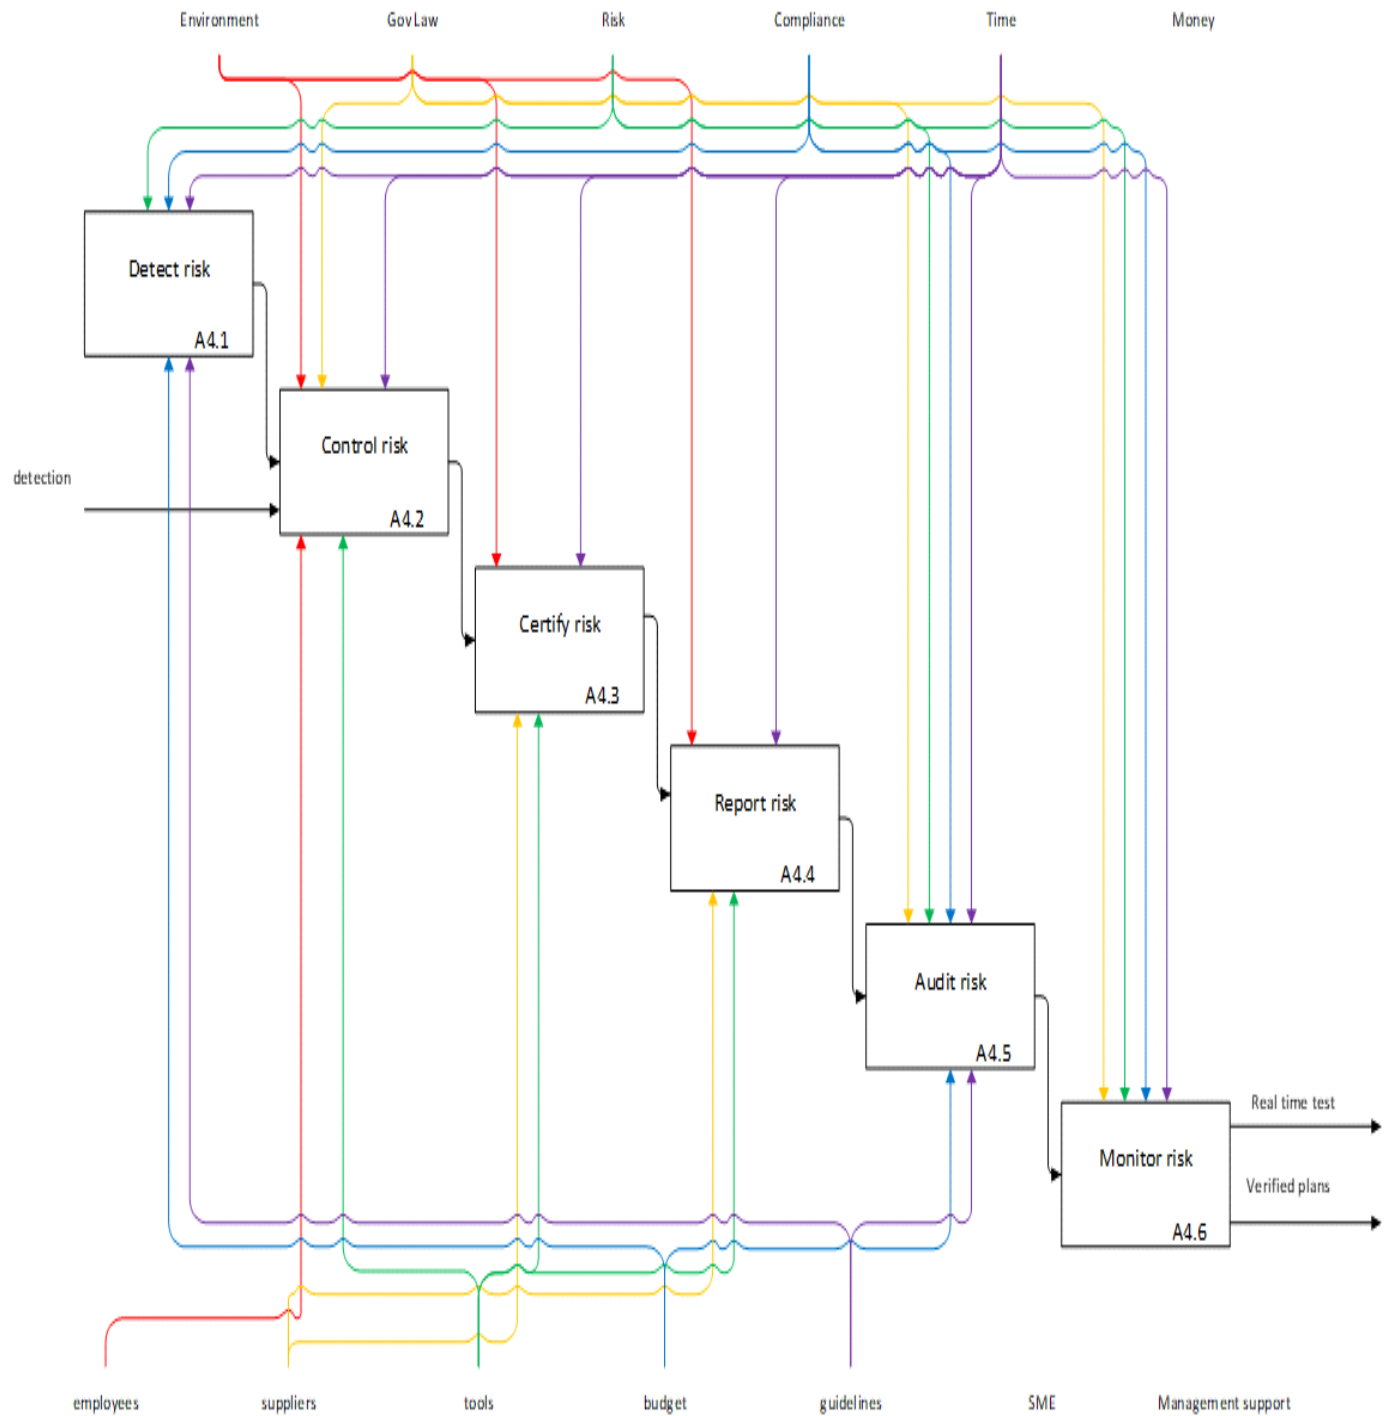 Environment Gov Law Risk Compliance Time Money
Detect risk
A4.1
Control risk
detection
A4.2
Certify risk
A4.3
Report risk
A4.4
Audit risk
A4.5
Real time test
Monitor risk
Verified plans
A4.6
employees suppliers tools budget guidelines SME Management support